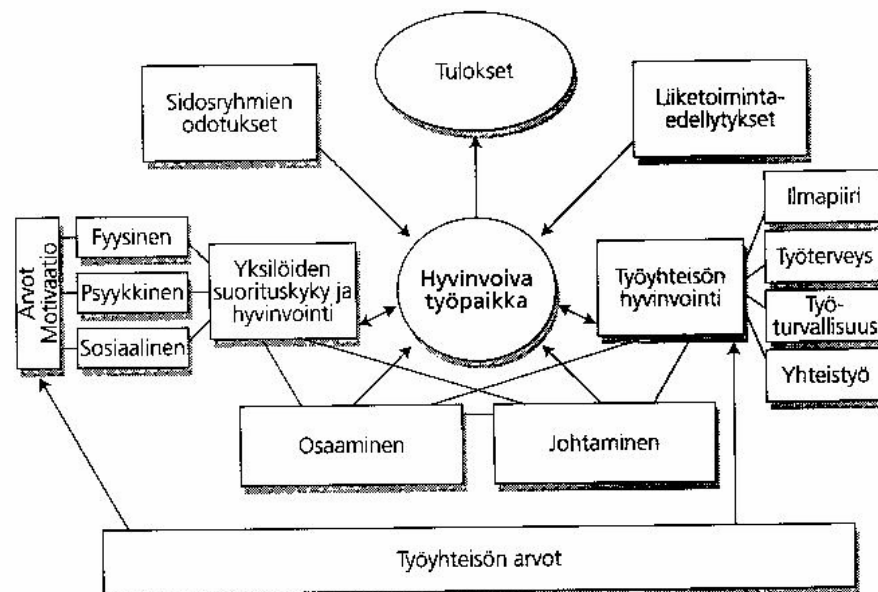 Tulokset
Sidosryhmien
odotukset
Liiketoiminta-
edellytykset
Arvot
Motivaatio
Fyysinen
Psyykkinen
Sosiaalinen
Yksilöiden
suorituskyky ja
hyvinvointi
Hyvinvoiva
työpaikka
Työyhteisön
hyvinvointi
Ilmapiiri
Työterveys
Työ-
turvallisuus
Yhteistyö
Osaaminen
Johtaminen
Työyhteisön arvot